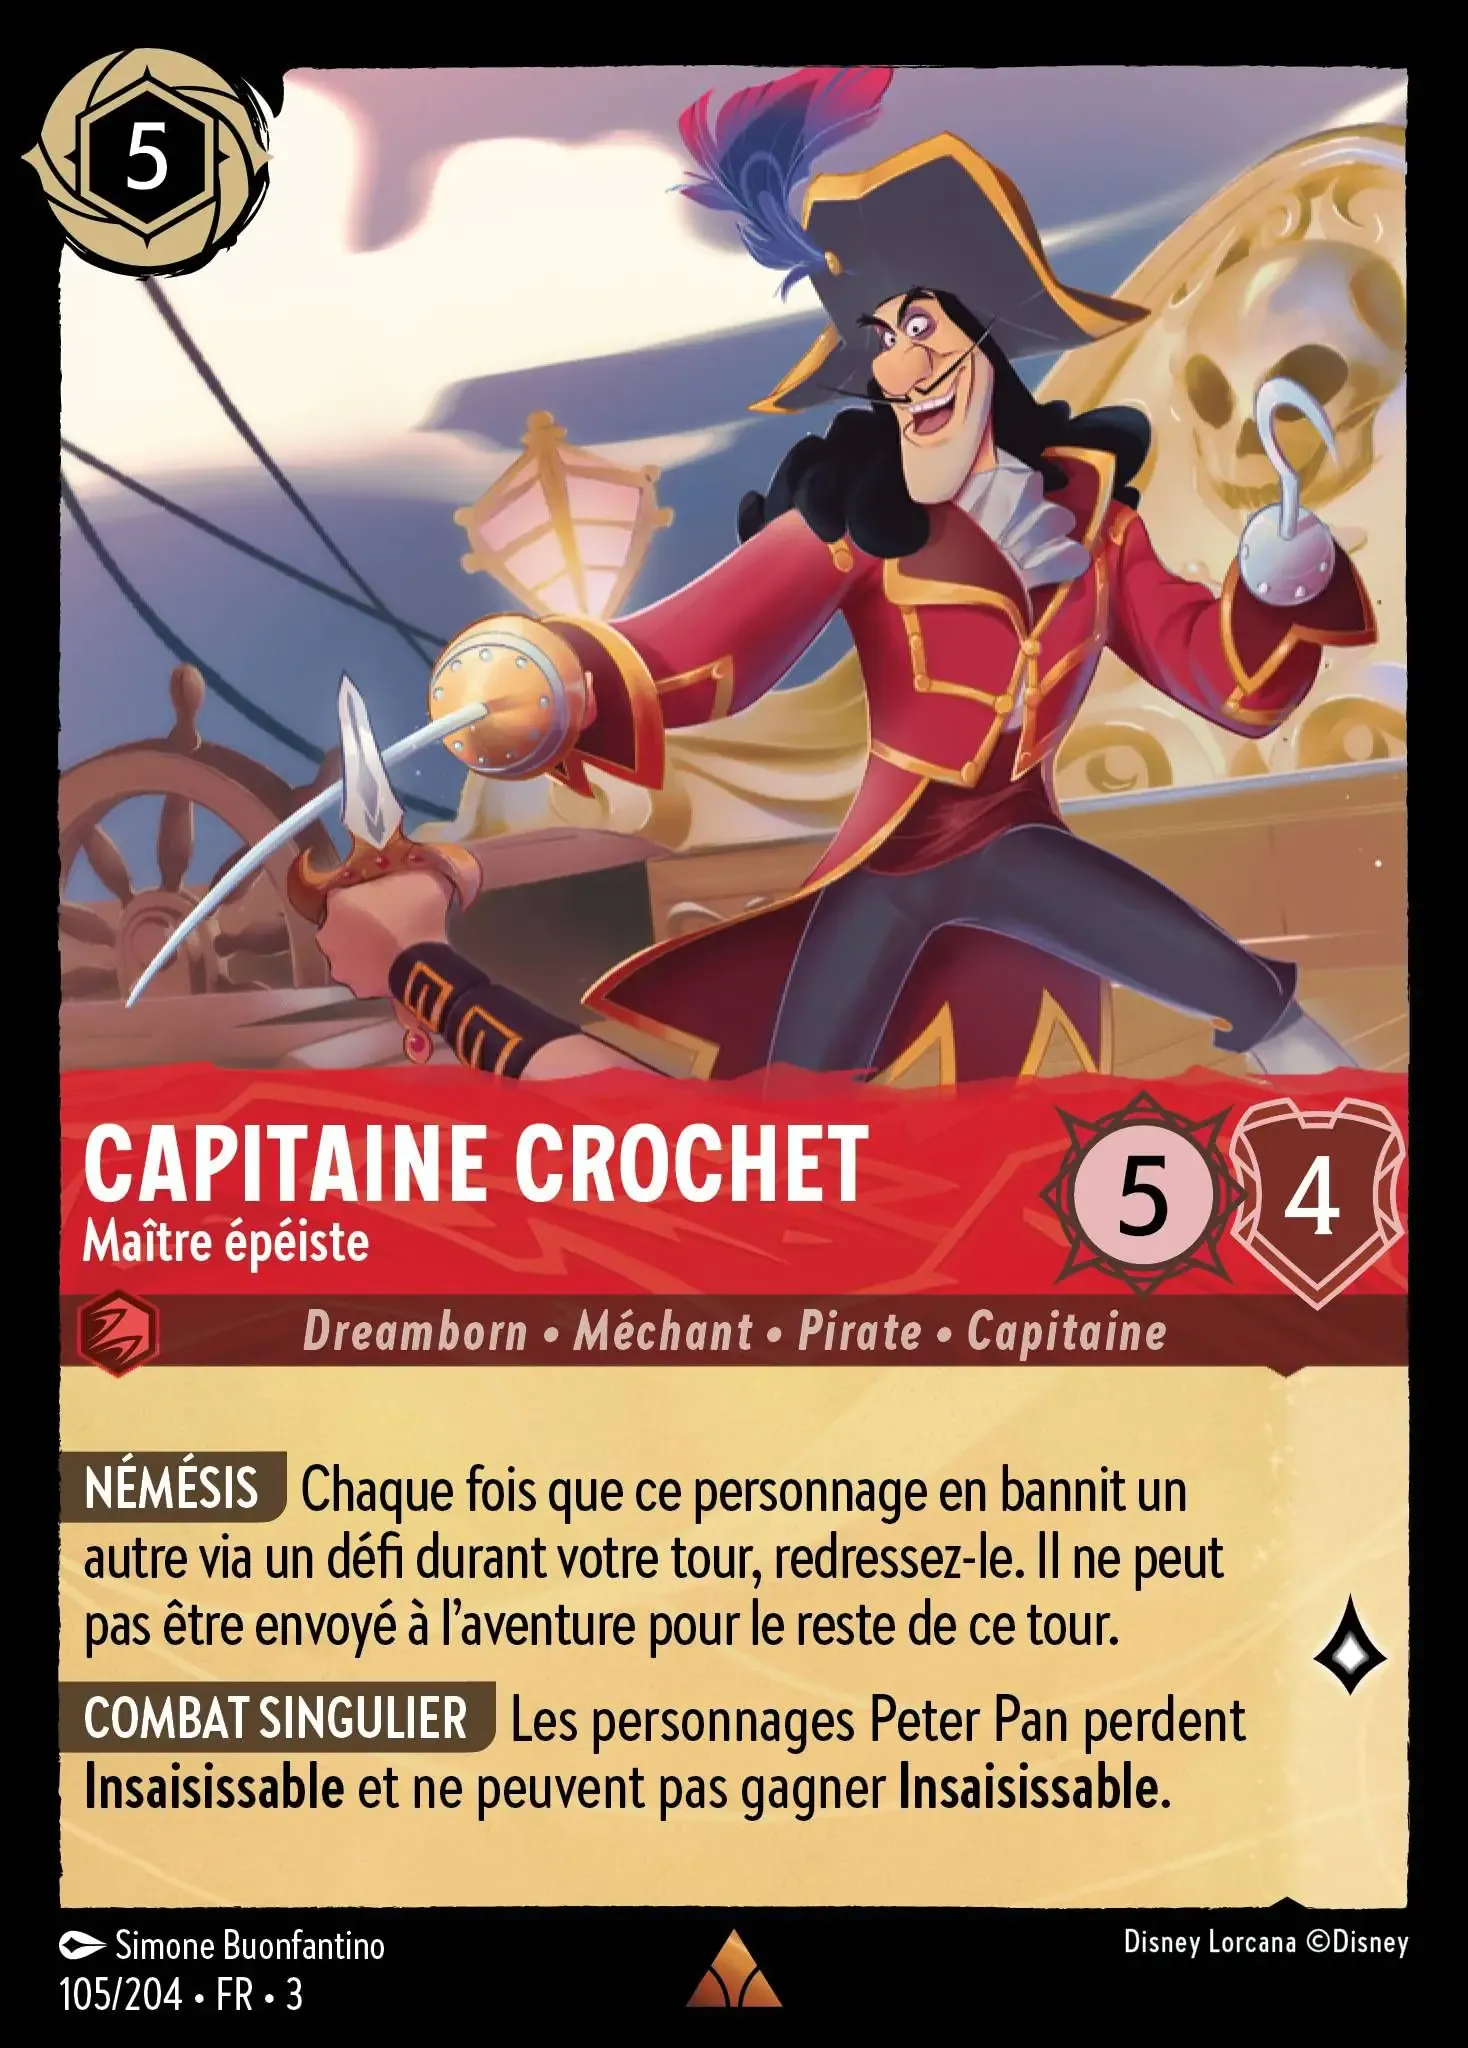 5
CAPITAINE CROCHET
Maître épéiste
5
4
Dreamborn • Méchant • Pirate • Capitaine
NÉMÉSIS Chaque fois que ce personnage en bannit un
autre via un défi durant votre tour, redressez-le. Il ne peut
pas être envoyé à l'aventure pour le reste de ce tour.
COMBAT SINGULIER Les personnages Peter Pan perdent
Insaisissable et ne peuvent pas gagner Insaisissable.
Simone Buonfantino
Disney Lorcana ©Disney
105/204 • FR • 3